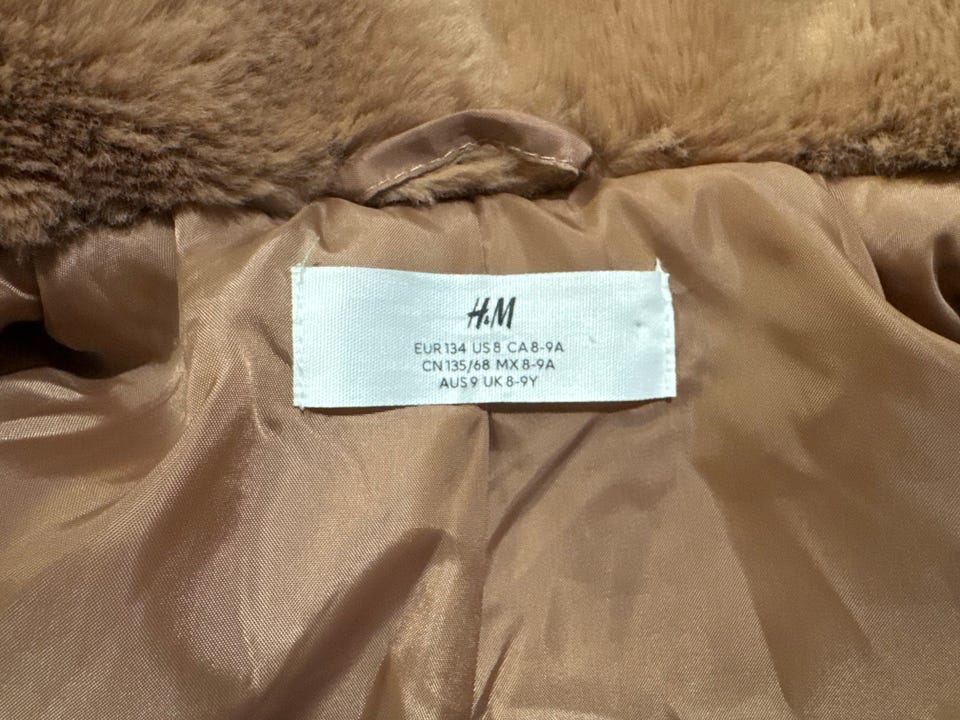 H&M
EUR 134 US 8 CA 8-9A
CN 135/68 MX 8-9A
AUS 9 UK 8-9Y